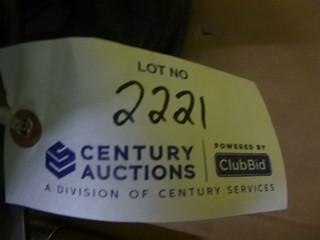 LOT NO
2221
CENTURY AUCTIONS
POWERED BY
ClubBid
A DIVISION OF CENTURY SERVICES